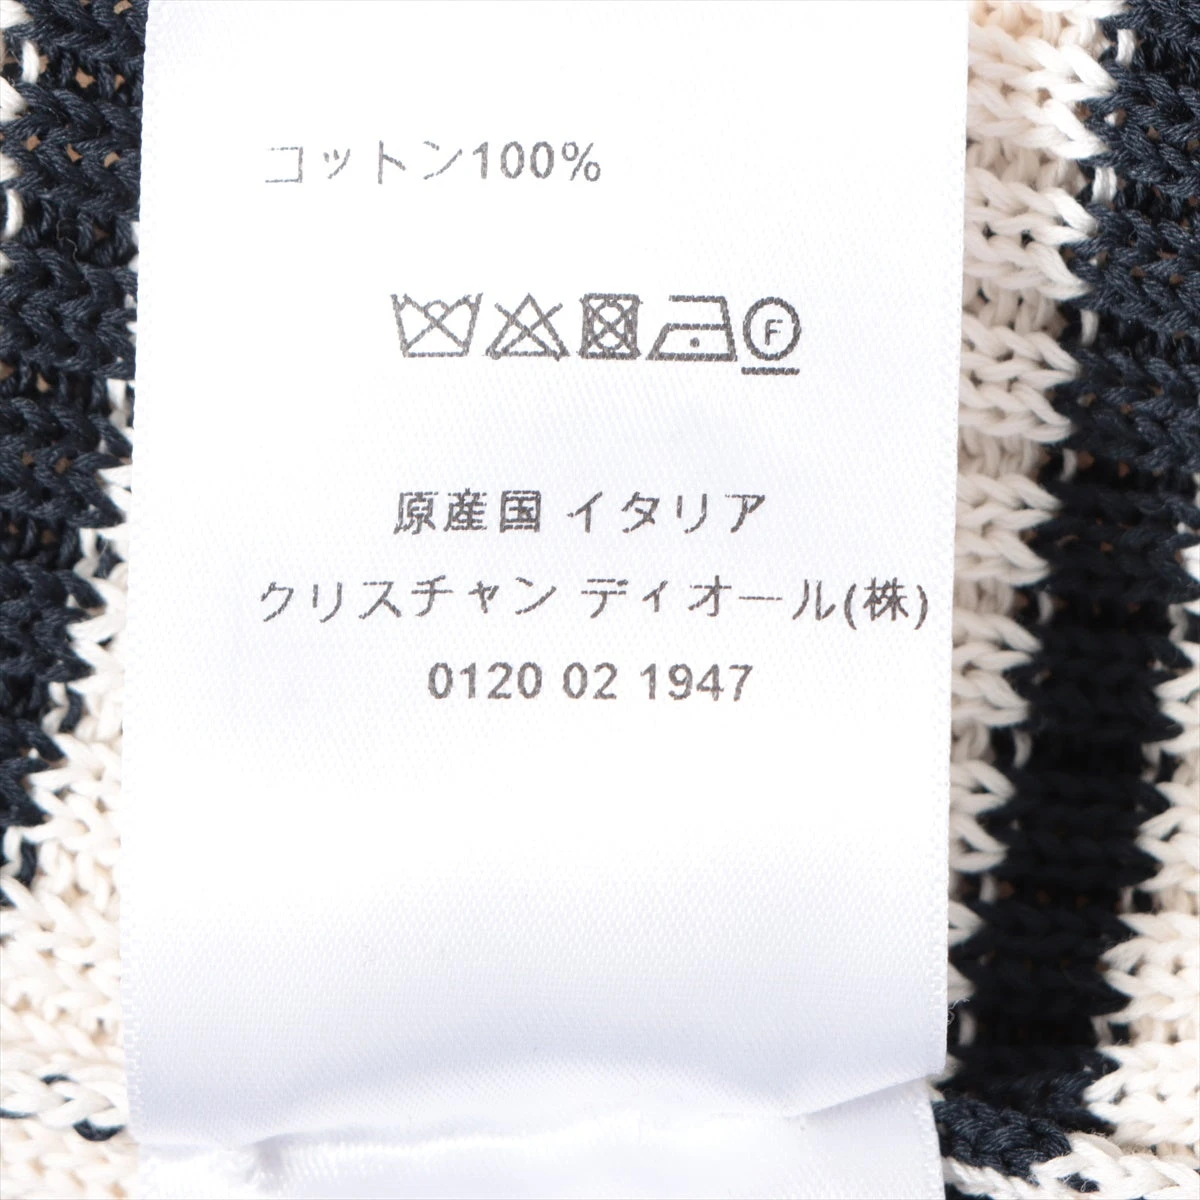 コットン100%
F
原産国 イタリア
クリスチャン ディオール(株)
0120 02 1947